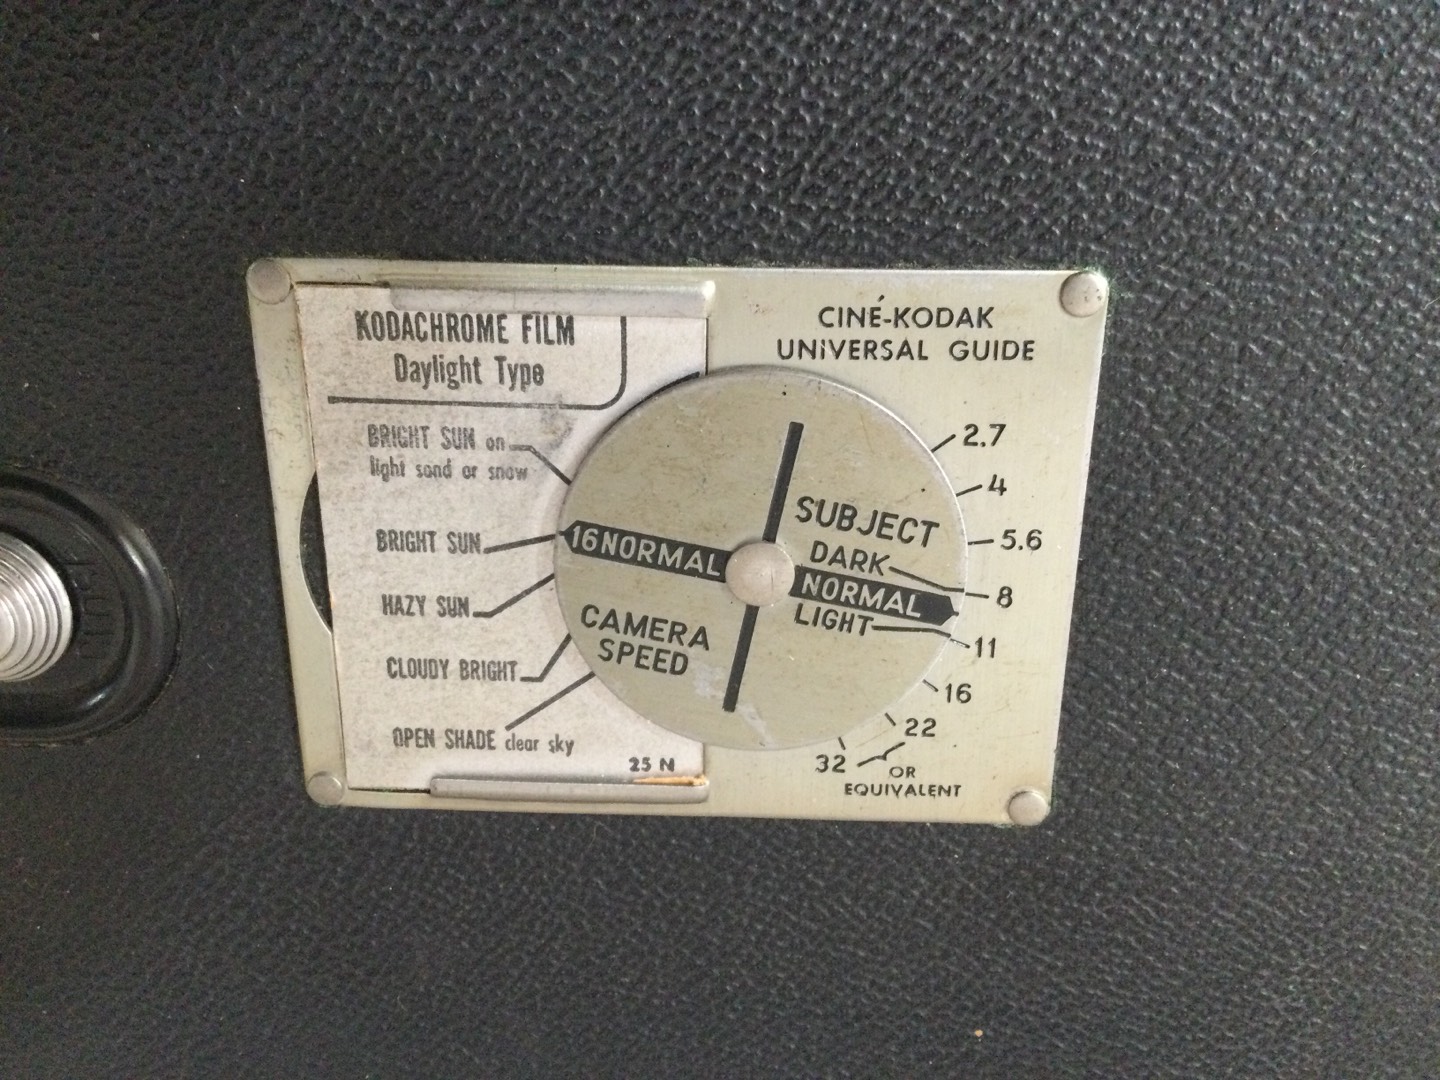 KODACHROME FILM
Daylight Type
BRIGHT SUN on
light sand or snow
BRIGHT SUN
HAZY SUN
CLOUDY BRIGHT
OPEN SHADE clear sky
25 N
16 NORMAL
CAMERA
SPEED
SUBJECT
DARK
NORMAL
LIGHT
CINÉ-KODAK
UNIVERSAL GUIDE
2.7
4
5.6
8
11
16
22
32
OR
EQUIVALENT